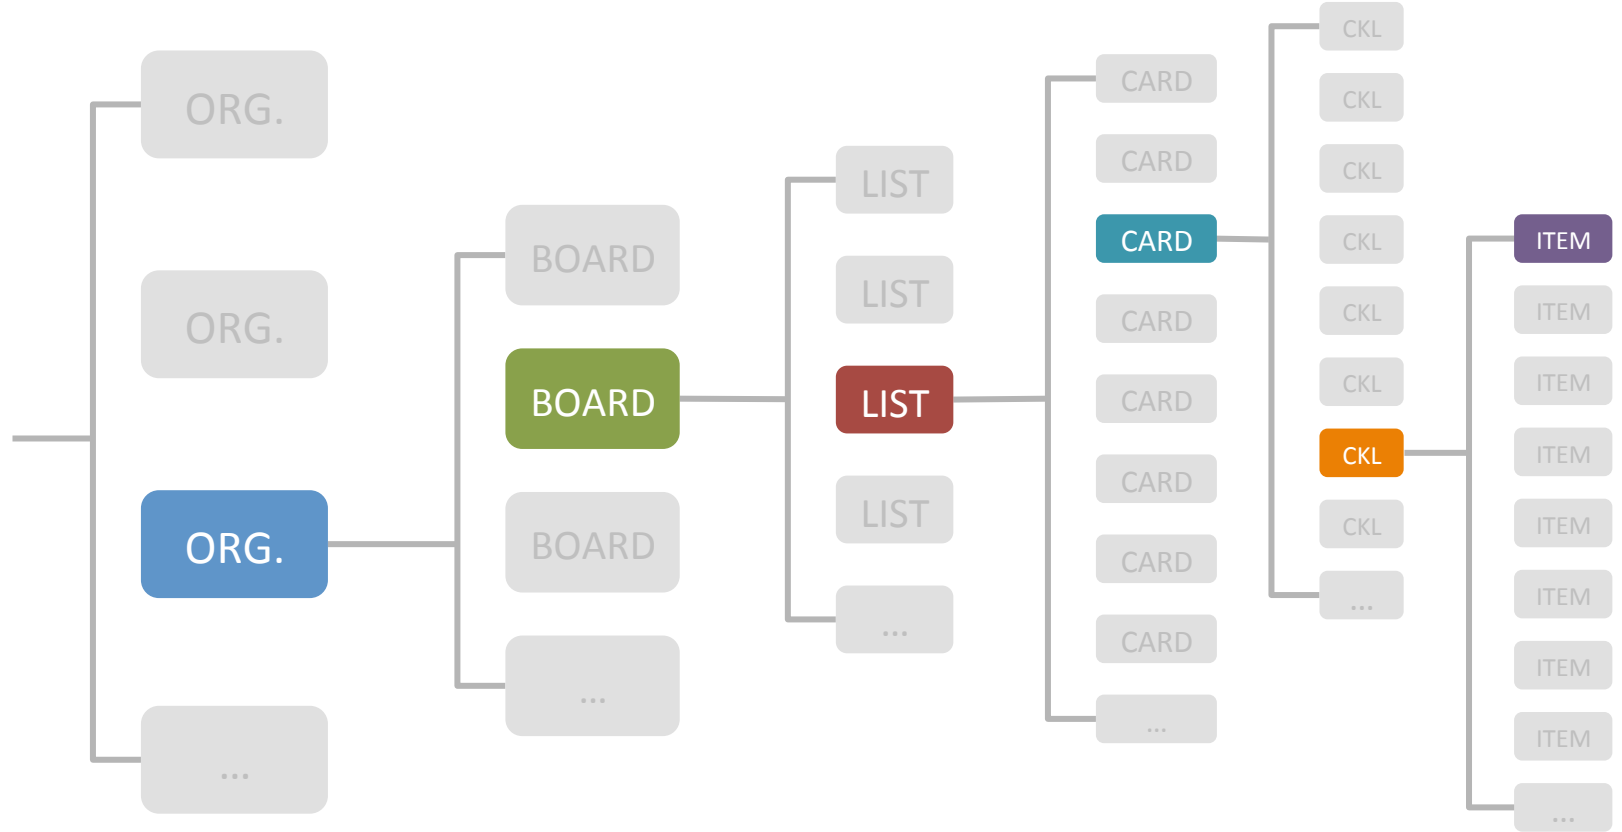 ORG.
ORG.
ORG.
...
BOARD
BOARD
BOARD
...
LIST
LIST
LIST
LIST
...
CARD
CARD
CARD
CARD
CARD
CARD
CARD
CARD
...
CKL
CKL
CKL
CKL
CKL
CKL
CKL
CKL
...
ITEM
ITEM
ITEM
ITEM
ITEM
ITEM
ITEM
ITEM
...